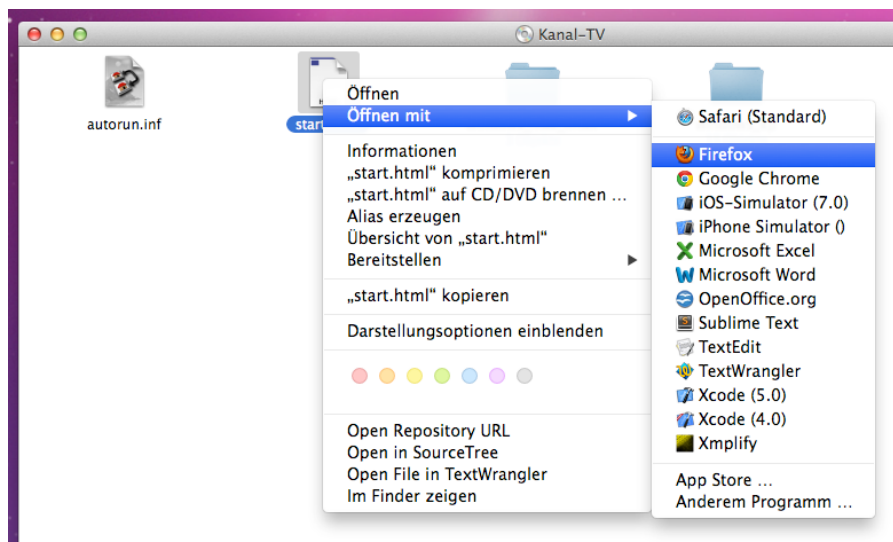 Kanal-TV
autorun.inf
start
Öffnen
Öffnen mit
Informationen
„start.html“ komprimieren
„start.html“ auf CD/DVD brennen ...
Alias erzeugen
Übersicht von „start.html“
Bereitstellen
„start.html“ kopieren
Darstellungsoptionen einblenden
Open Repository URL
Open in SourceTree
Open File in TextWrangler
Im Finder zeigen
Safari (Standard)
Firefox
Google Chrome
iOS-Simulator (7.0)
iPhone Simulator ()
Microsoft Excel
Microsoft Word
OpenOffice.org
Sublime Text
TextEdit
TextWrangler
Xcode (5.0)
Xcode (4.0)
Xmplify
App Store ...
Anderem Programm ...